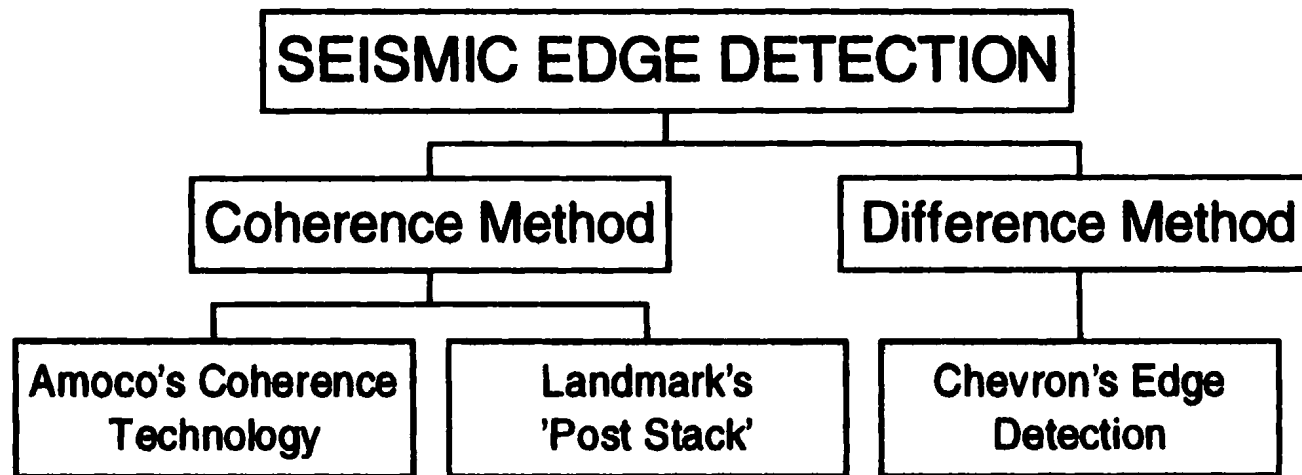 SEISMIC EDGE DETECTION
Coherence Method
Difference Method
Amoco's Coherence
Technology
Landmark's
'Post Stack'
Chevron's Edge
Detection